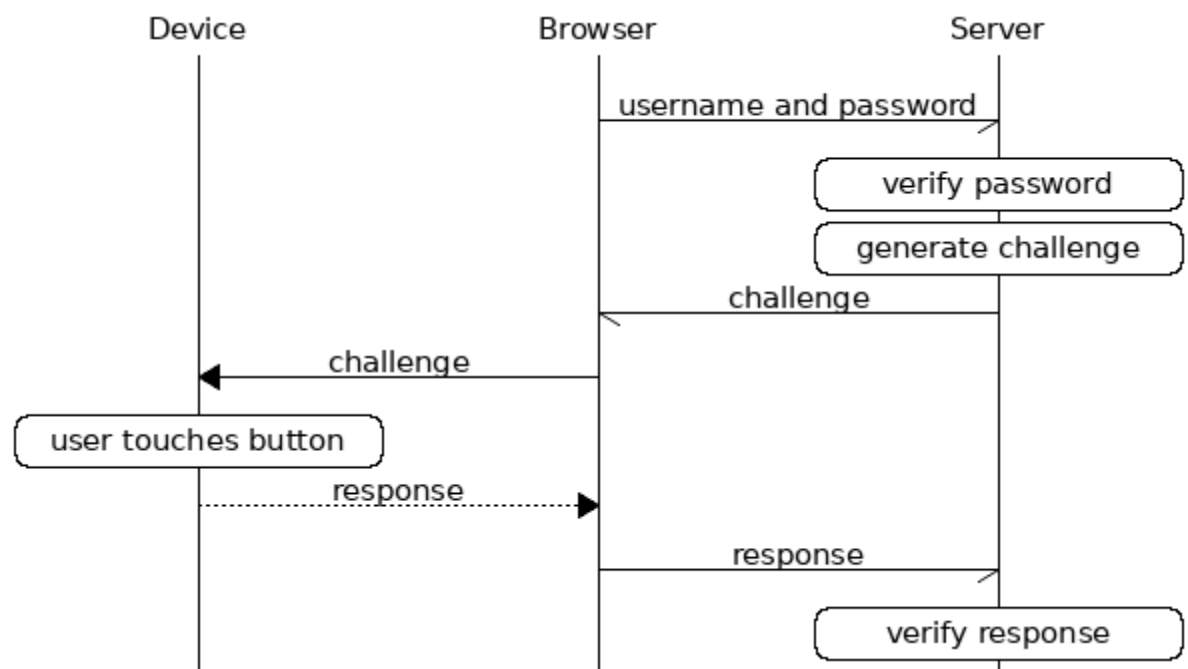 Device
Browser
Server
username and password
verify password
generate challenge
challenge
challenge
user touches button
response
response
verify response